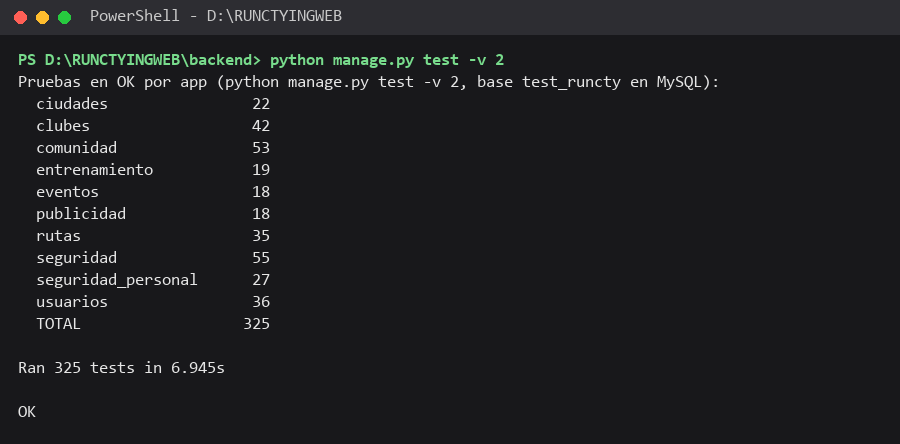 PowerShell - D:\RUNCTYINGWEB
PS D:\RUNCTYINGWEB\backend> python manage.py test -v 2
Pruebas en OK por app (python manage.py test -v 2, base test_runcty en MySQL):
ciudades 22
clubes 42
comunidad 53
entrenamiento 19
eventos 18
publicidad 18
rutas 35
seguridad 55
seguridad_personal 27
usuarios 36
TOTAL 325
Ran 325 tests in 6.945s
OK